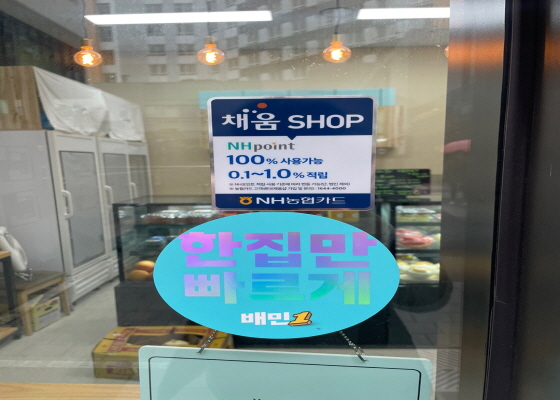 채움 SHOP
NHpoint
100% 사용가능
0.1~1.0% 적립
NH농협카드
한집만
빠르게
배민1